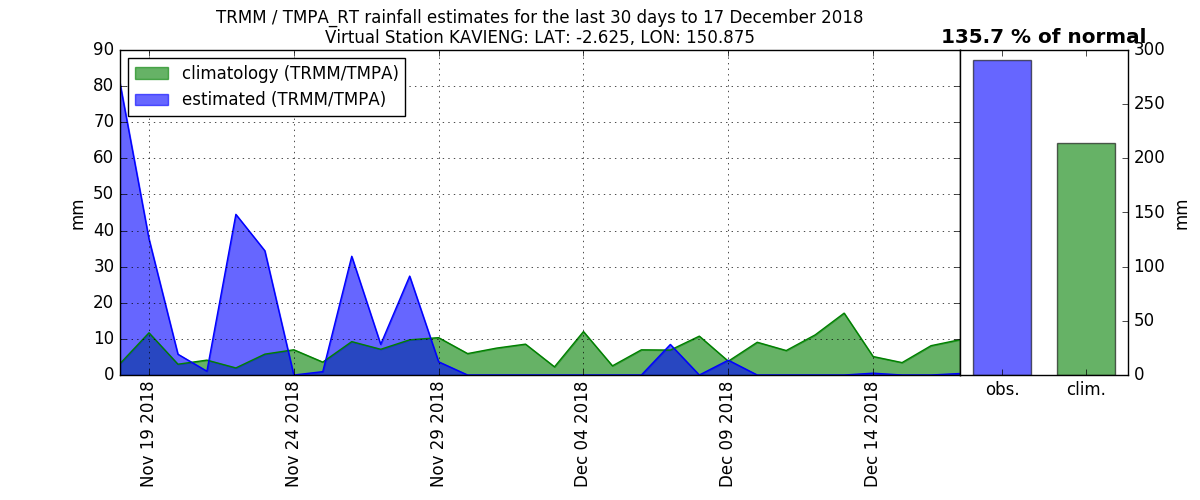 TRMM / TMPA_RT rainfall estimates for the last 30 days to 17 December 2018
Virtual Station KAVIENG: LAT: -2.625, LON: 150.875
135.7 % of normal
climatology (TRMM/TMPA)
estimated (TRMM/TMPA)
90
80
70
60
50
40
30
20
10
0
mm
Nov 19 2018
Nov 24 2018
Nov 29 2018
Dec 04 2018
Dec 09 2018
Dec 14 2018
300
250
200
150
100
50
0
mm
obs.
clim.